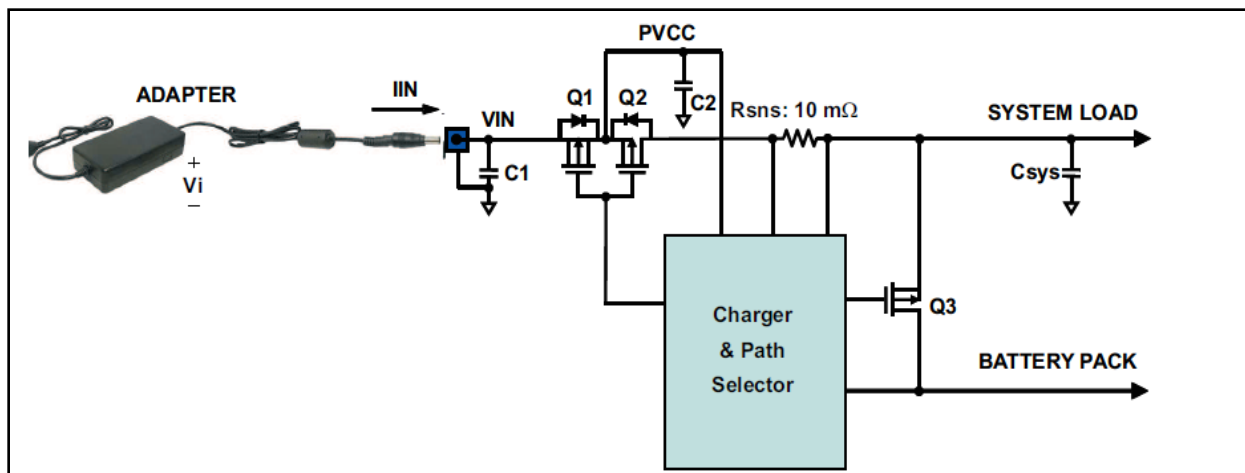 PVCC
ADAPTER
IIN
VIN
Q1
Q2
C2
Rsns: 10 mΩ
SYSTEM LOAD
+
Vi
–
C1
Csys
Charger
& Path
Selector
Q3
BATTERY PACK